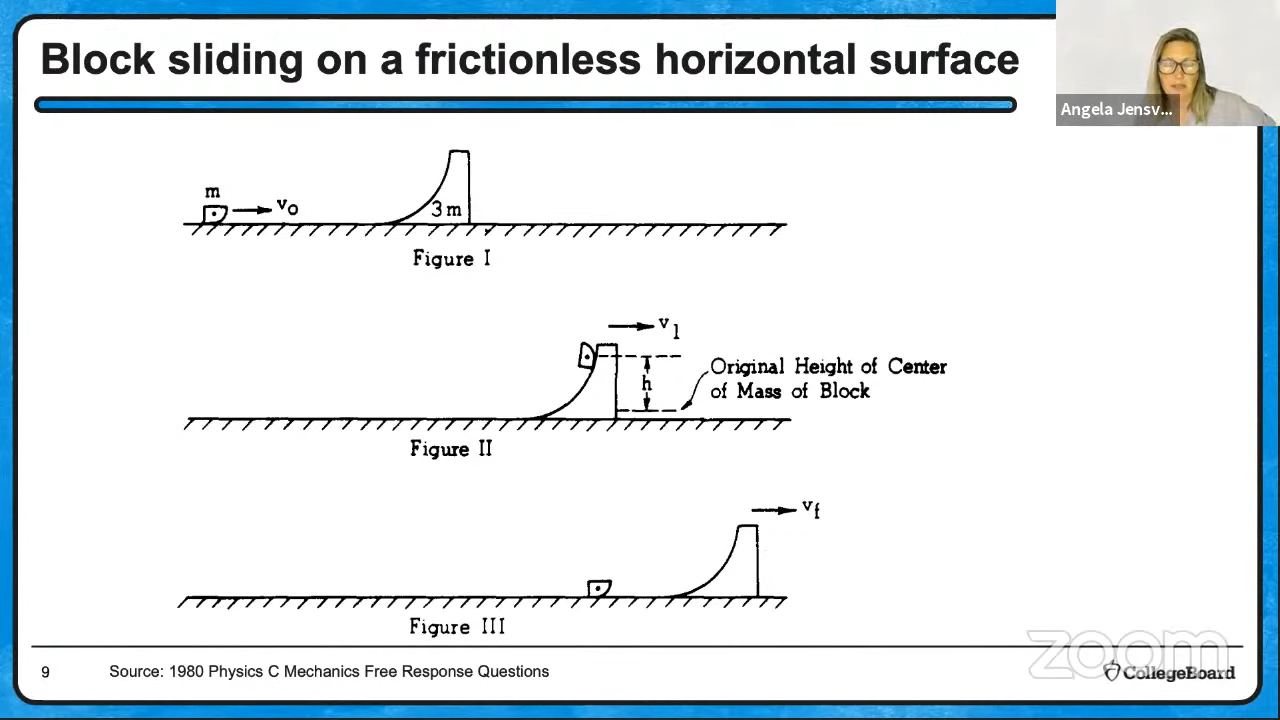 Block sliding on a frictionless horizontal surface
Angela Jensv...
m
v₀
3 m
Figure I
v₁
h
Original Height of Center
of Mass of Block
Figure II
v_f
Figure III
zoom
9
Source: 1980 Physics C Mechanics Free Response Questions
CollegeBoard